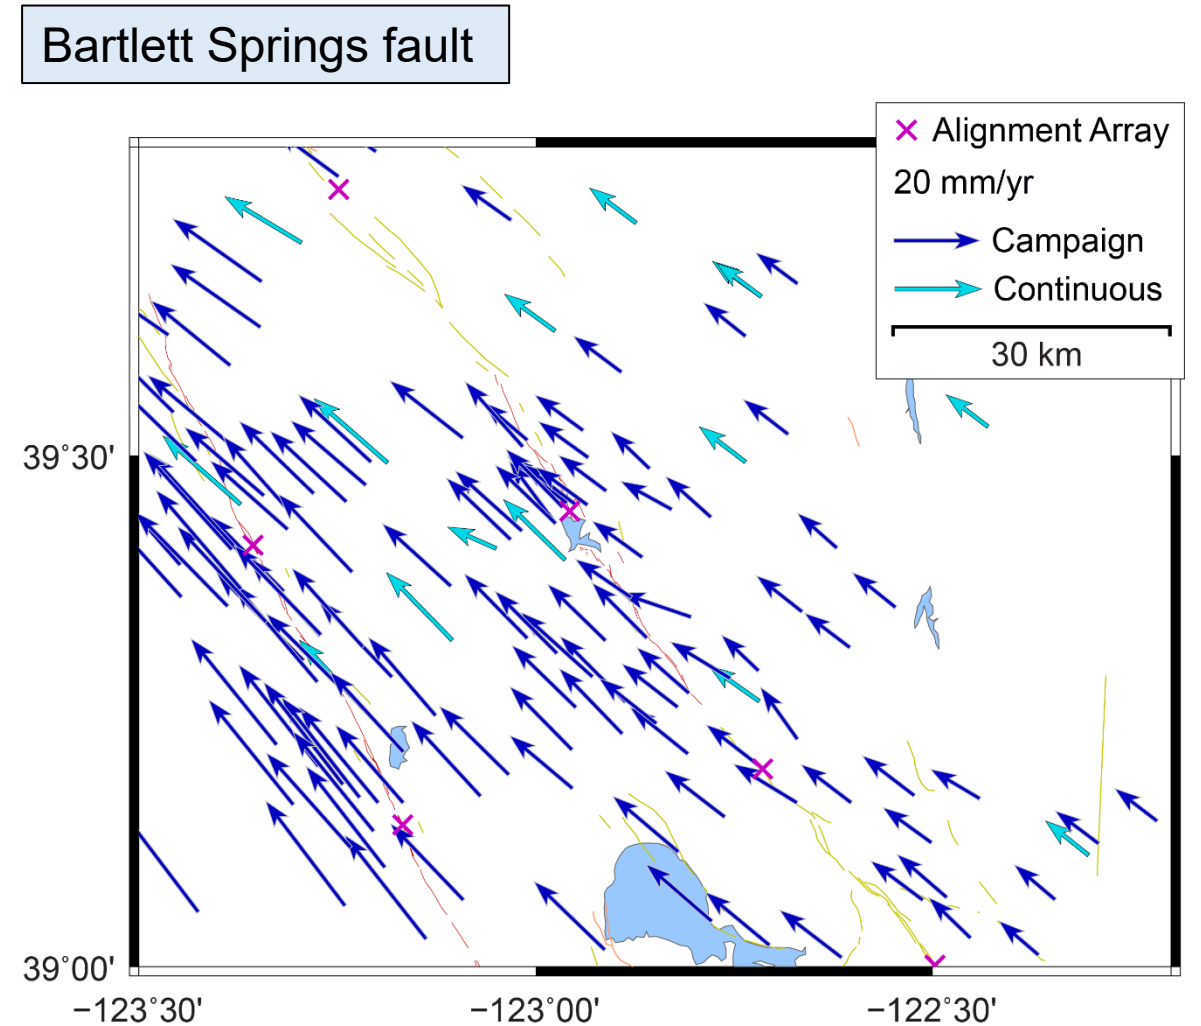 Bartlett Springs fault
Alignment Array
20 mm/yr
Campaign
Continuous
30 km
39°30'
39°00'
−123°30'
−123°00'
−122°30'